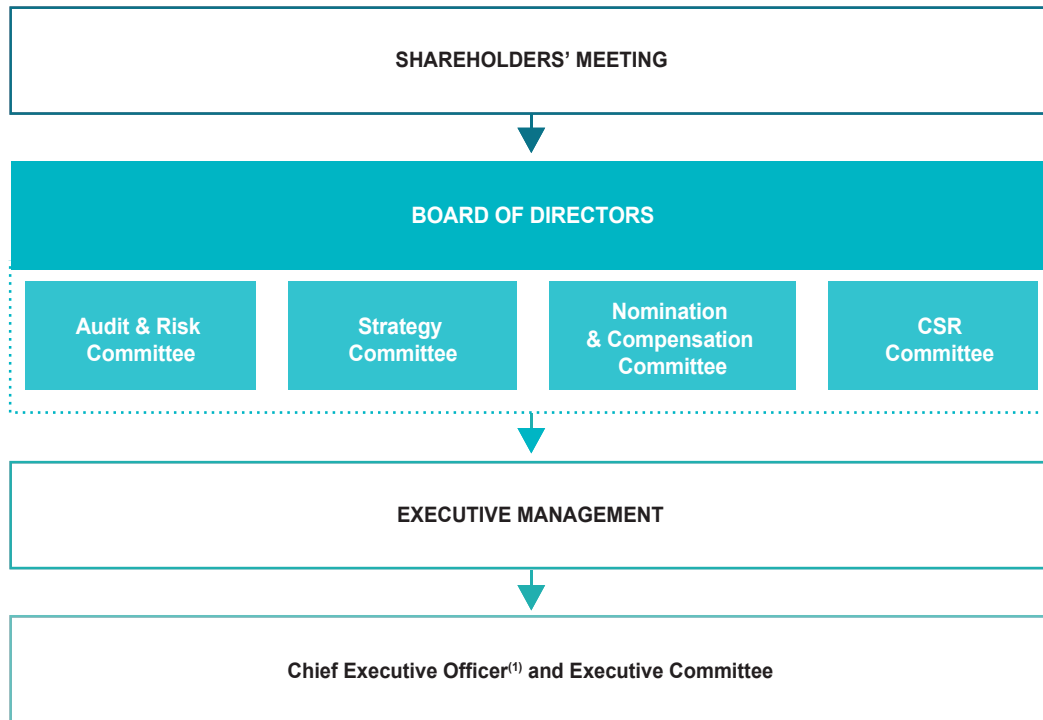 SHAREHOLDERS’ MEETING
BOARD OF DIRECTORS
Audit & Risk
Committee
Strategy
Committee
Nomination
& Compensation
Committee
CSR
Committee
EXECUTIVE MANAGEMENT
Chief Executive Officer(1) and Executive Committee